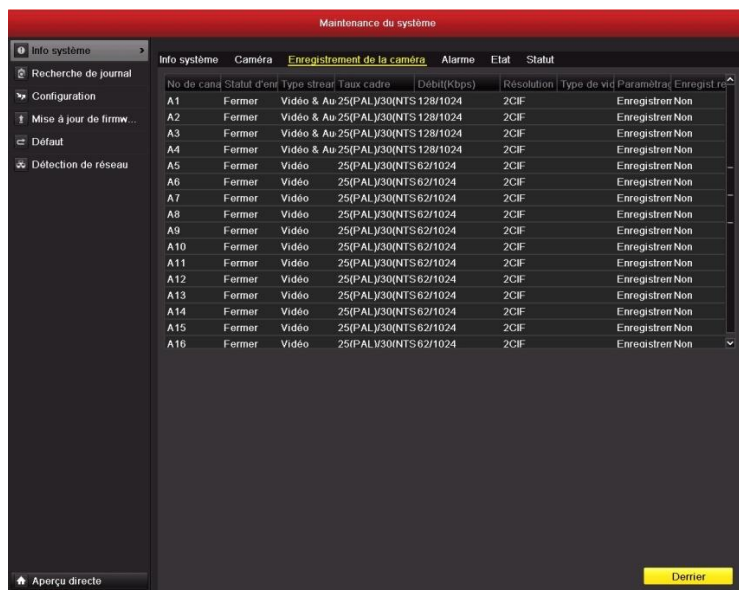 Maintenance du système
Info système
Recherche de journal
Configuration
Mise à jour de firmw...
Défaut
Détection de réseau
Aperçu directe
Info système Caméra Enregistrement de la caméra Alarme Etat Statut
No de cana Statut d'enr Type strear Taux cadre Débit(Kbps) Résolution Type de vid Paramètrag Enregist.re
A1 Fermer Vidéo & Au 25(PAL)/30(NTS 128/1024 2CIF Enregistrem Non
A2 Fermer Vidéo & Au 25(PAL)/30(NTS 128/1024 2CIF Enregistrem Non
A3 Fermer Vidéo & Au 25(PAL)/30(NTS 128/1024 2CIF Enregistrem Non
A4 Fermer Vidéo & Au 25(PAL)/30(NTS 128/1024 2CIF Enregistrem Non
A5 Fermer Vidéo 25(PAL)/30(NTS 62/1024 2CIF Enregistrem Non
A6 Fermer Vidéo 25(PAL)/30(NTS 62/1024 2CIF Enregistrem Non
A7 Fermer Vidéo 25(PAL)/30(NTS 62/1024 2CIF Enregistrem Non
A8 Fermer Vidéo 25(PAL)/30(NTS 62/1024 2CIF Enregistrem Non
A9 Fermer Vidéo 25(PAL)/30(NTS 62/1024 2CIF Enregistrem Non
A10 Fermer Vidéo 25(PAL)/30(NTS 62/1024 2CIF Enregistrem Non
A11 Fermer Vidéo 25(PAL)/30(NTS 62/1024 2CIF Enregistrem Non
A12 Fermer Vidéo 25(PAL)/30(NTS 62/1024 2CIF Enregistrem Non
A13 Fermer Vidéo 25(PAL)/30(NTS 62/1024 2CIF Enregistrem Non
A14 Fermer Vidéo 25(PAL)/30(NTS 62/1024 2CIF Enregistrem Non
A15 Fermer Vidéo 25(PAL)/30(NTS 62/1024 2CIF Enregistrem Non
A16 Fermer Vidéo 25(PAL)/30(NTS 62/1024 2CIF Enregistrem Non
Derrier